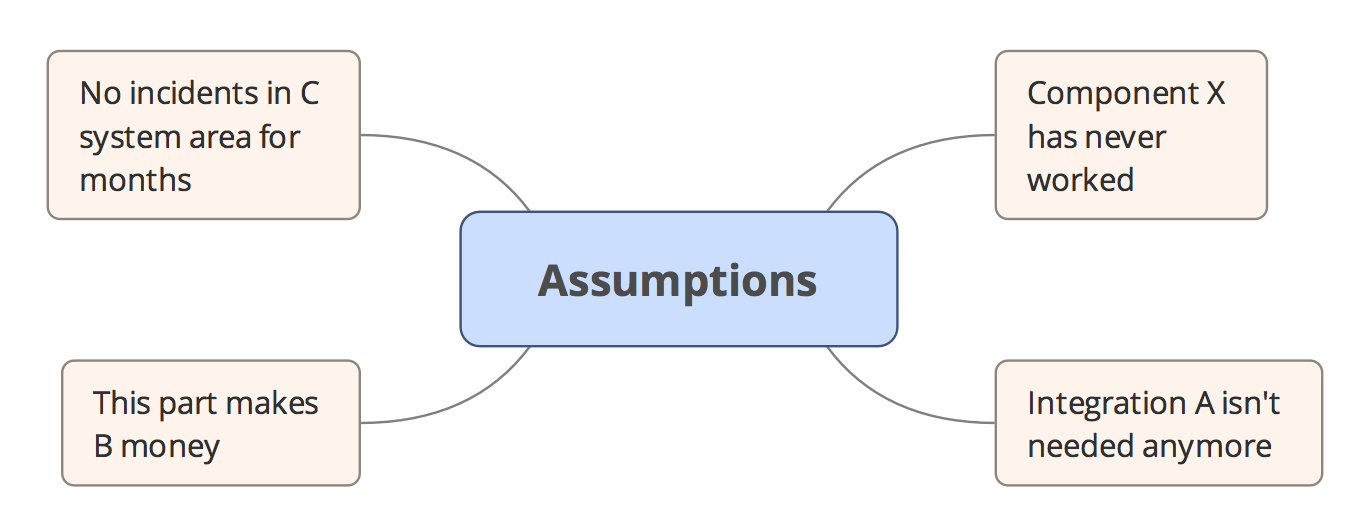 No incidents in C
system area for
months
Component X
has never
worked
Assumptions
This part makes
B money
Integration A isn't
needed anymore